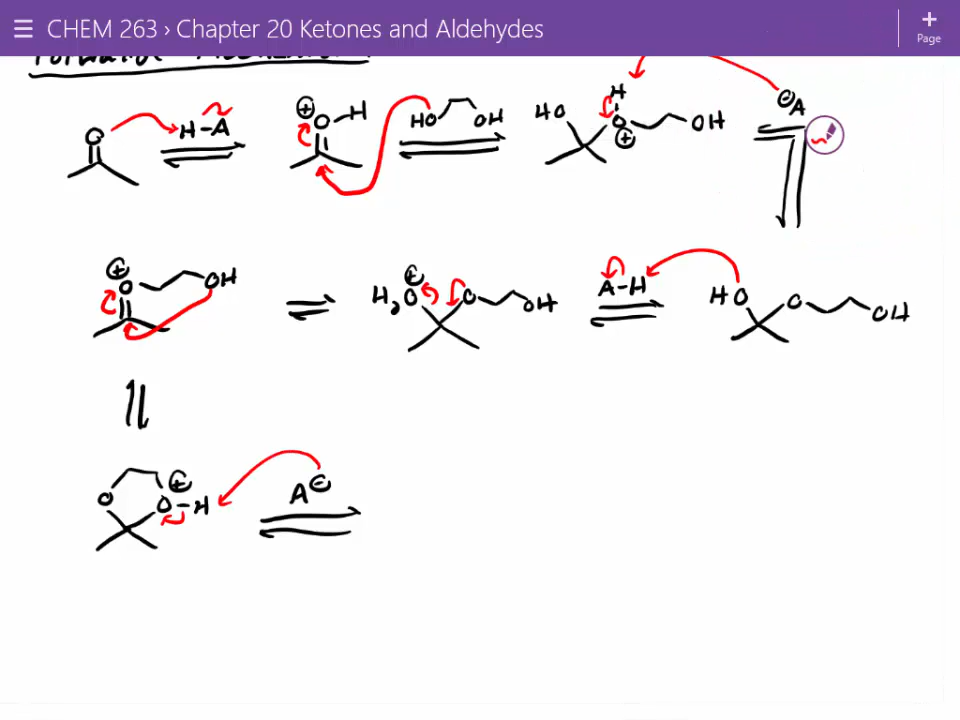 ☰ CHEM 263 › Chapter 20 Ketones and Aldehydes
+
Page
O H-A ⊕ O H HO OH HO H O ⊕ OH ⊖ A
⊕ O OH H₂O ⊕ O OH A-H HO O OH
O O ⊕ -H A ⊖